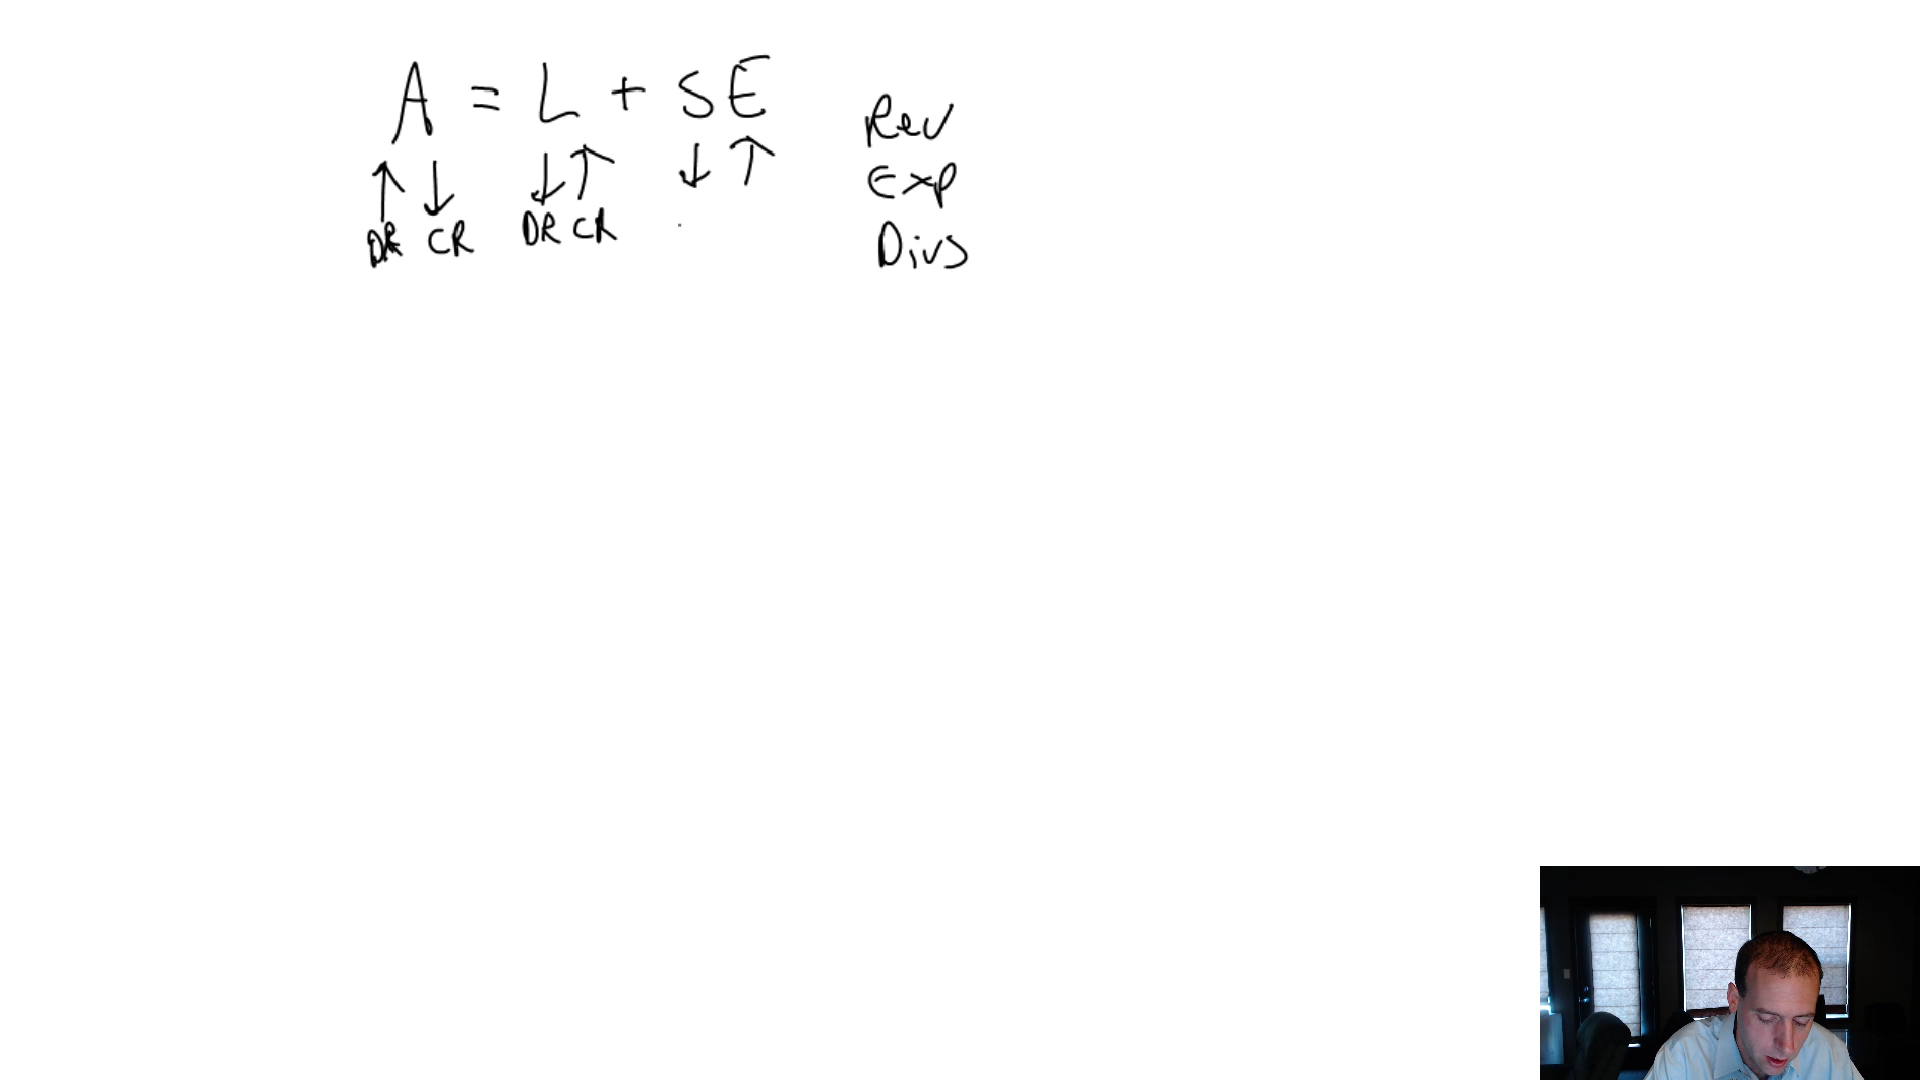 A = L + SE
↑ ↓ ↓ ↑ ↓ ↑
DR CR DR CR
Rev
Exp
Divs